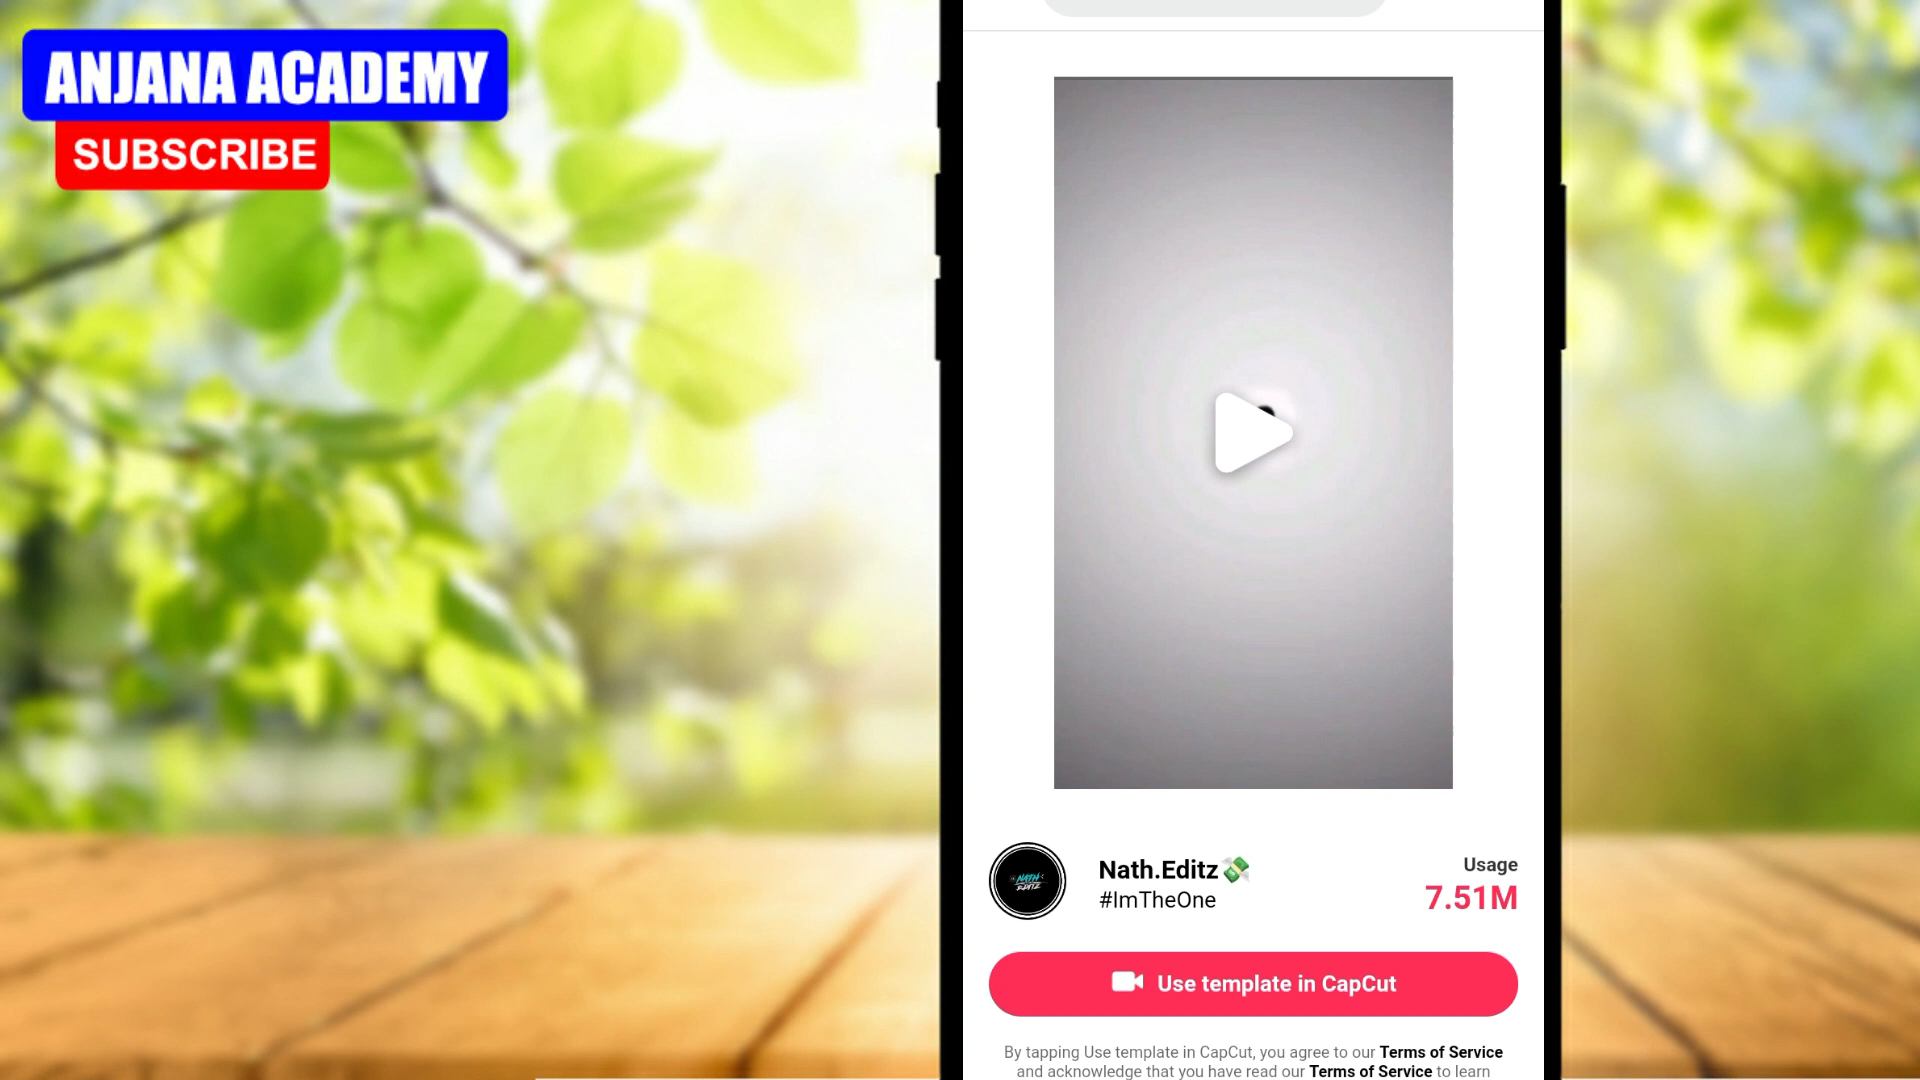 ANJANA ACADEMY
SUBSCRIBE
NATH
EDITZ
Nath.Editz💸
#ImTheOne
Usage
7.51M
Use template in CapCut
By tapping Use template in CapCut, you agree to our Terms of Service
and acknowledge that you have read our Terms of Service to learn